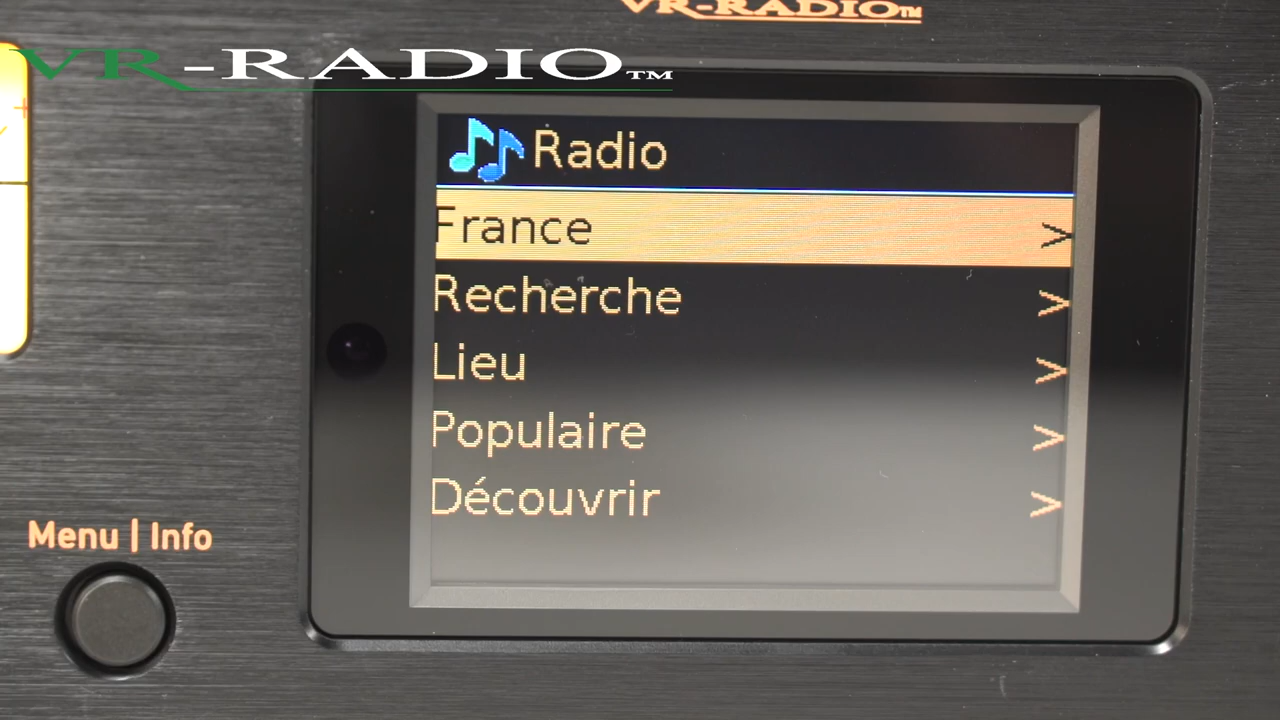 VR-RADIO™
VR-RADIO™
Radio
France >
Recherche >
Lieu >
Populaire >
Découvrir >
Menu | Info